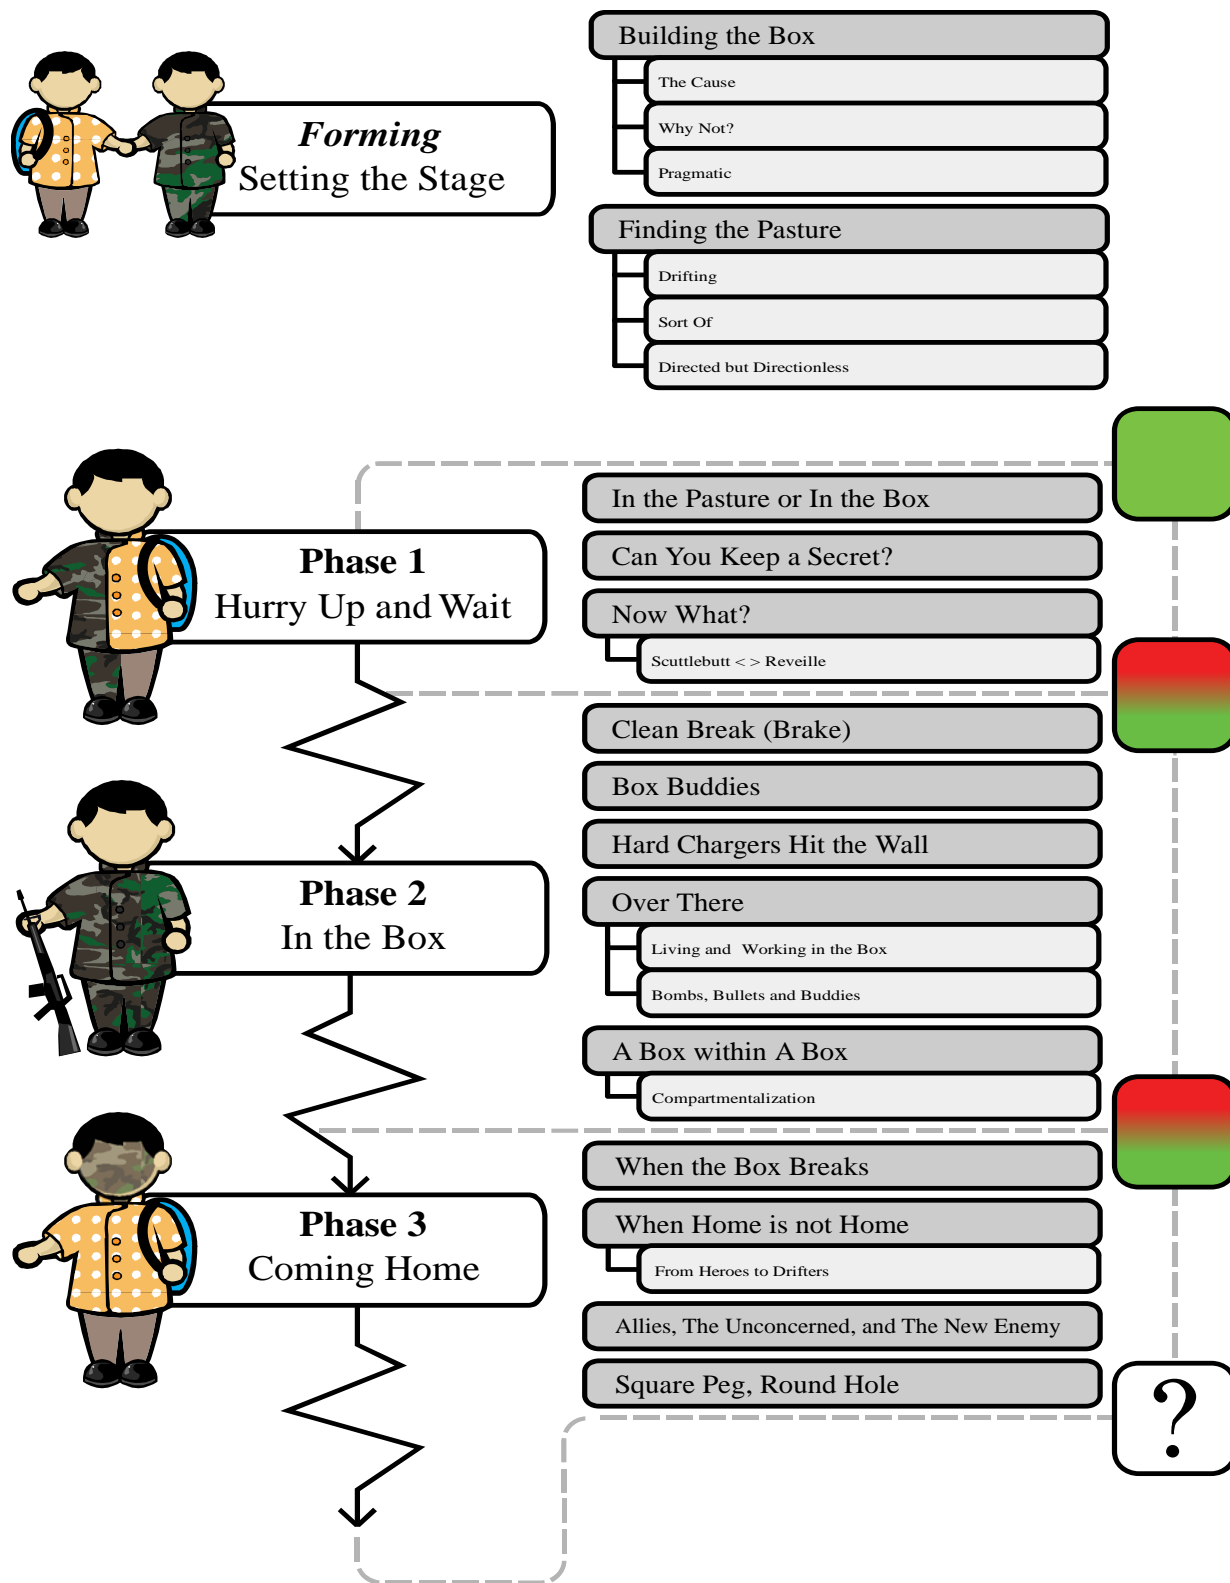 Forming
Setting the Stage
Building the Box
The Cause
Why Not?
Pragmatic
Finding the Pasture
Drifting
Sort Of
Directed but Directionless
Phase 1
Hurry Up and Wait
In the Pasture or In the Box
Can You Keep a Secret?
Now What?
Scuttlebutt < > Reveille
Clean Break (Brake)
Box Buddies
Hard Chargers Hit the Wall
Phase 2
In the Box
Over There
Living and Working in the Box
Bombs, Bullets and Buddies
A Box within A Box
Compartmentalization
Phase 3
Coming Home
When the Box Breaks
When Home is not Home
From Heroes to Drifters
Allies, The Unconcerned, and The New Enemy
Square Peg, Round Hole
?